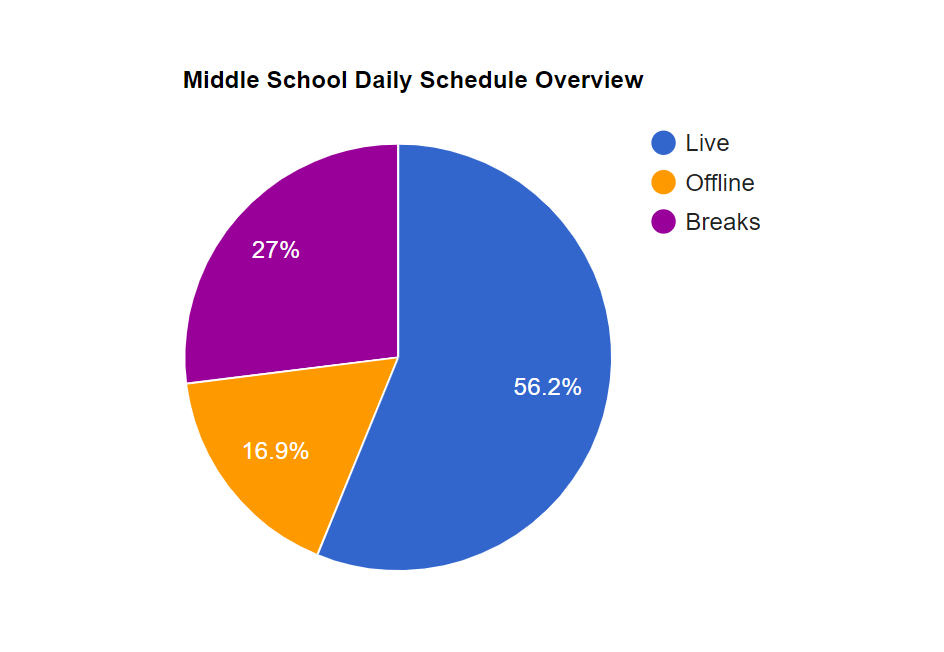 Middle School Daily Schedule Overview
Live
Offline
Breaks
27%
56.2%
16.9%